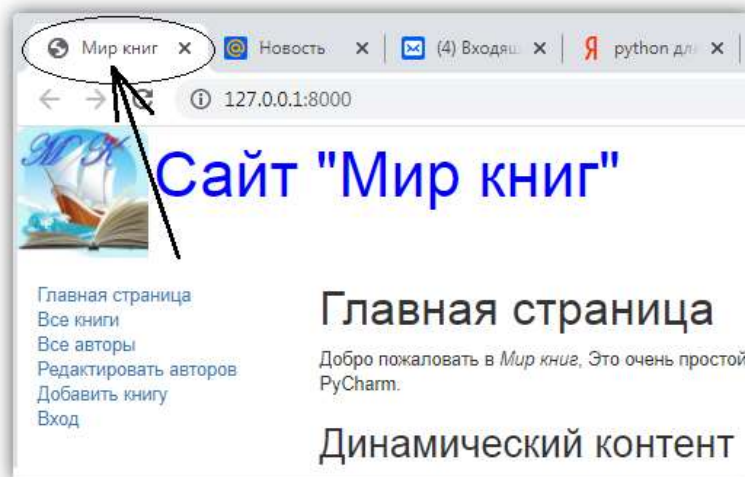 Мир книг
Новость
(4) Входящ
python дл
127.0.0.1:8000
МК
Сайт "Мир книг"
Главная страница
Все книги
Все авторы
Редактировать авторов
Добавить книгу
Вход
Главная страница
Добро пожаловать в Мир книг, Это очень простой
PyCharm.
Динамический контент